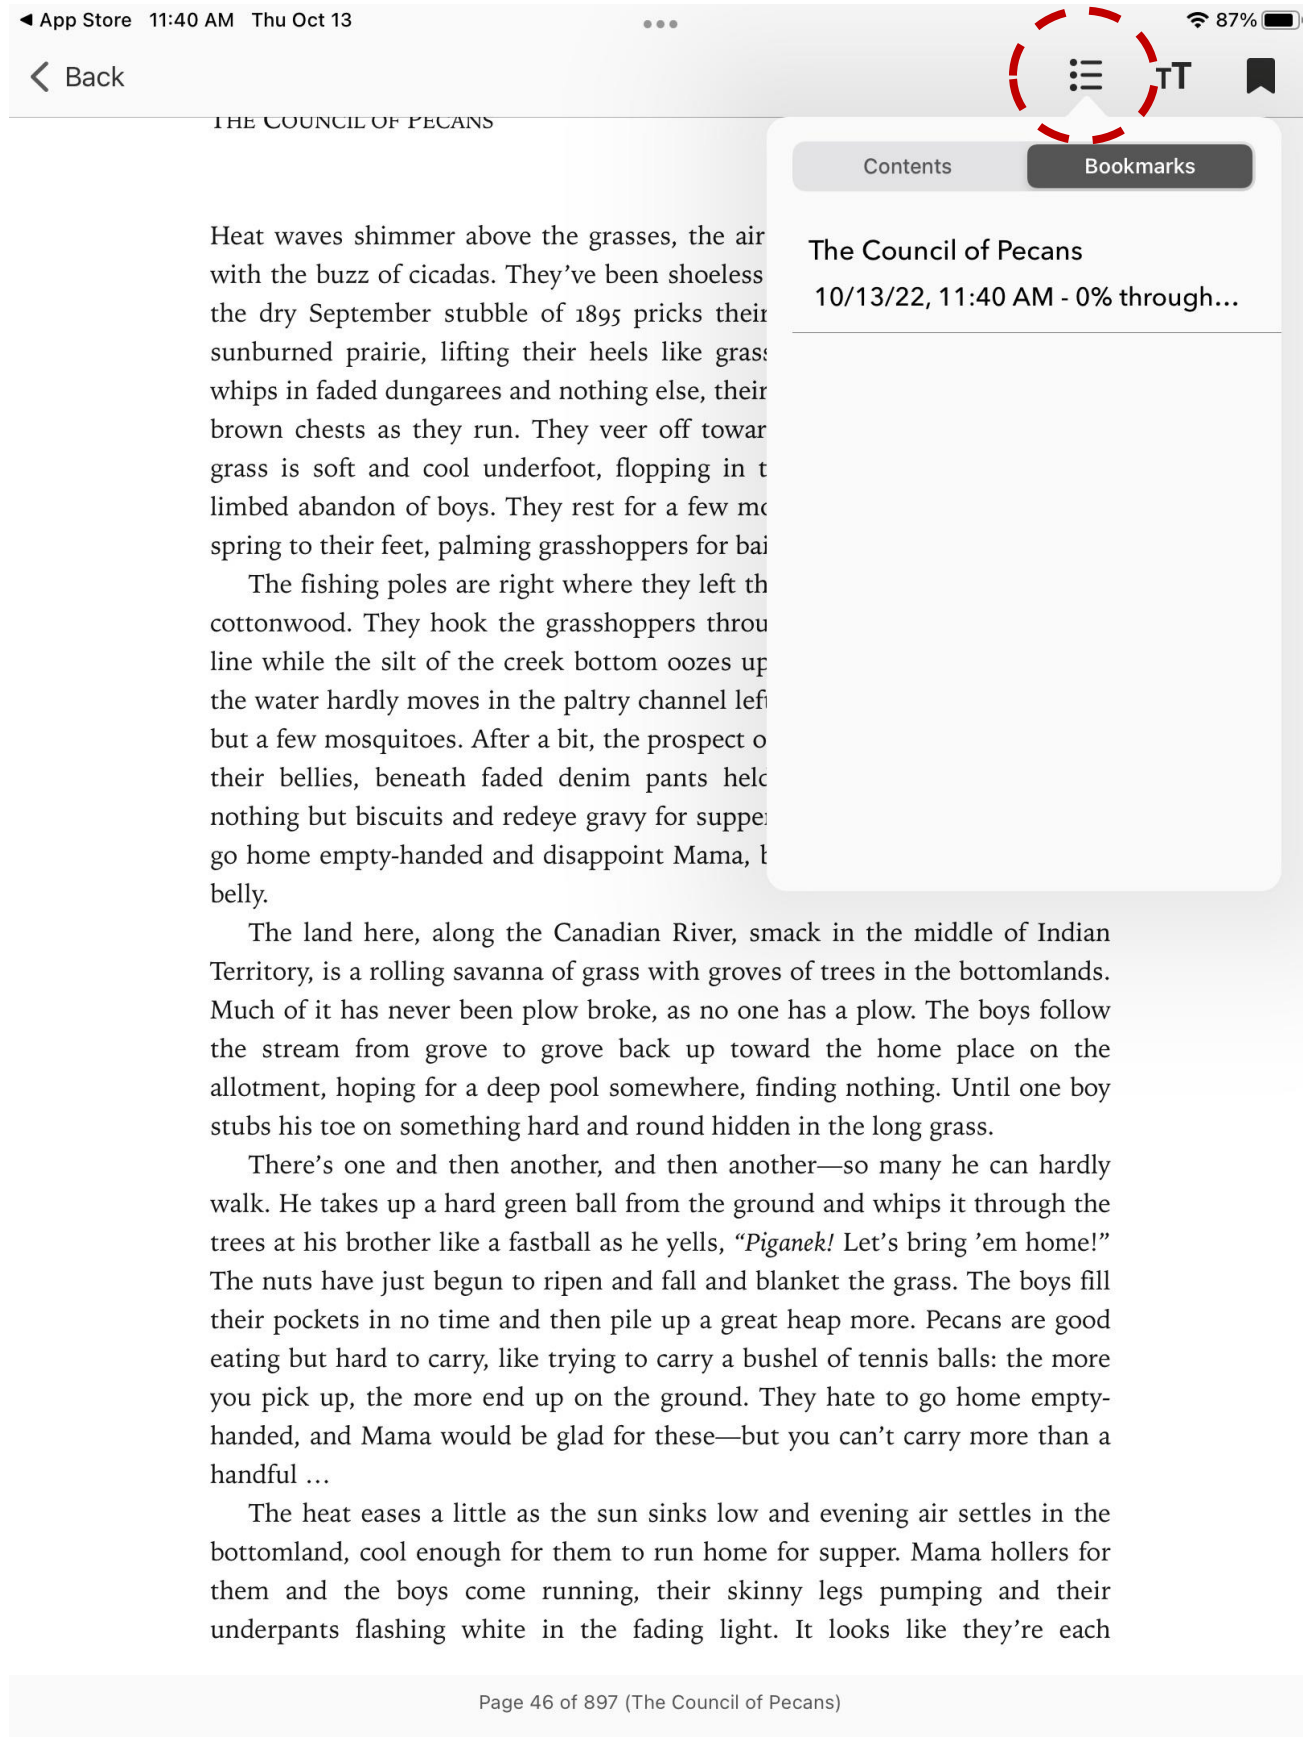 ◀ App Store 11:40 AM Thu Oct 13 87%
Back TT
THE COUNCIL OF PECANS
Contents Bookmarks
The Council of Pecans
10/13/22, 11:40 AM - 0% through...
Heat waves shimmer above the grasses, the air
with the buzz of cicadas. They’ve been shoeless
the dry September stubble of 1895 pricks their
sunburned prairie, lifting their heels like grass
whips in faded dungarees and nothing else, their
brown chests as they run. They veer off towar
grass is soft and cool underfoot, flopping in t
limbed abandon of boys. They rest for a few mo
spring to their feet, palming grasshoppers for bai
The fishing poles are right where they left th
cottonwood. They hook the grasshoppers throu
line while the silt of the creek bottom oozes up
the water hardly moves in the paltry channel left
but a few mosquitoes. After a bit, the prospect o
their bellies, beneath faded denim pants held
nothing but biscuits and redeye gravy for supper
go home empty-handed and disappoint Mama, b
belly.
The land here, along the Canadian River, smack in the middle of Indian
Territory, is a rolling savanna of grass with groves of trees in the bottomlands.
Much of it has never been plow broke, as no one has a plow. The boys follow
the stream from grove to grove back up toward the home place on the
allotment, hoping for a deep pool somewhere, finding nothing. Until one boy
stubs his toe on something hard and round hidden in the long grass.
There’s one and then another, and then another—so many he can hardly
walk. He takes up a hard green ball from the ground and whips it through the
trees at his brother like a fastball as he yells, “Piganek! Let’s bring ’em home!”
The nuts have just begun to ripen and fall and blanket the grass. The boys fill
their pockets in no time and then pile up a great heap more. Pecans are good
eating but hard to carry, like trying to carry a bushel of tennis balls: the more
you pick up, the more end up on the ground. They hate to go home empty-
handed, and Mama would be glad for these—but you can’t carry more than a
handful …
The heat eases a little as the sun sinks low and evening air settles in the
bottomland, cool enough for them to run home for supper. Mama hollers for
them and the boys come running, their skinny legs pumping and their
underpants flashing white in the fading light. It looks like they’re each
Page 46 of 897 (The Council of Pecans)